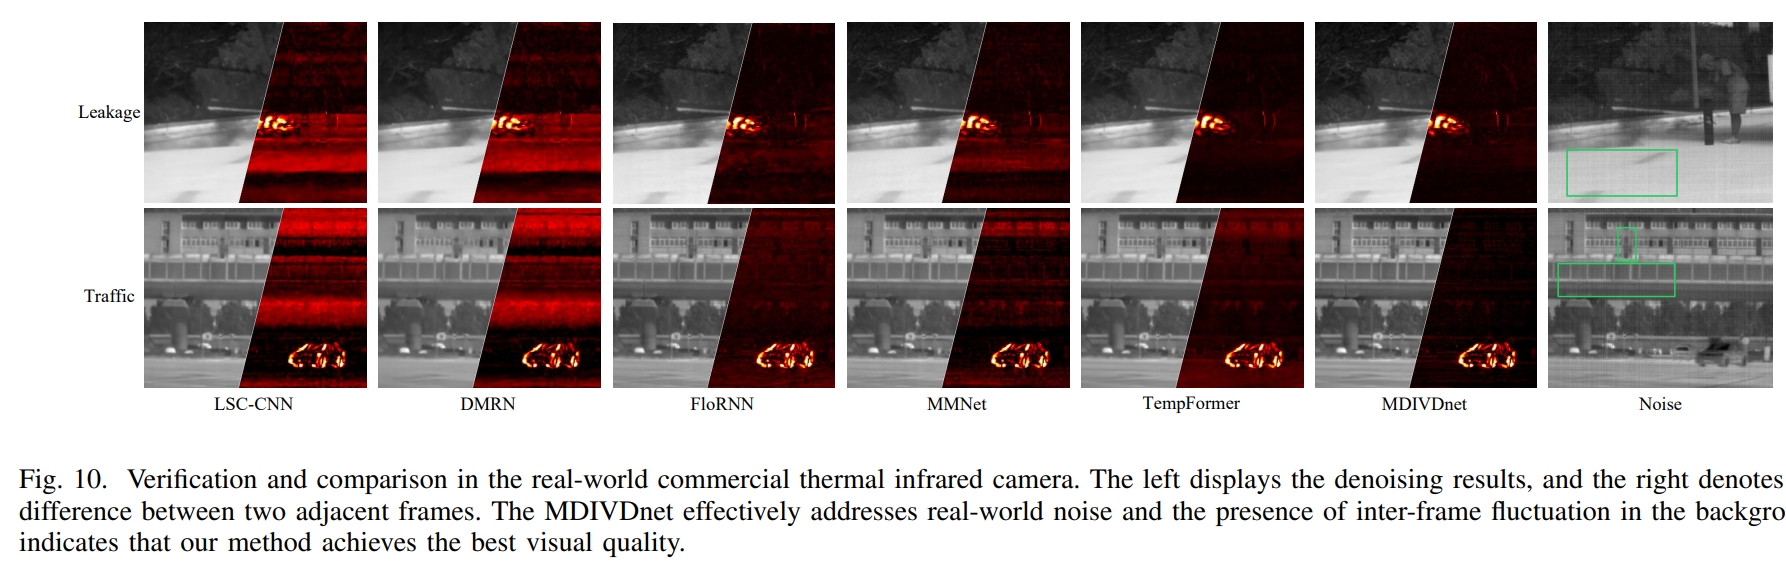 Leakage
Traffic
LSC-CNN DMRN FloRNN MMNet TempFormer MDIVDnet Noise
Fig. 10. Verification and comparison in the real-world commercial thermal infrared camera. The left displays the denoising results, and the right denotes
difference between two adjacent frames. The MDIVDnet effectively addresses real-world noise and the presence of inter-frame fluctuation in the backgro
indicates that our method achieves the best visual quality.